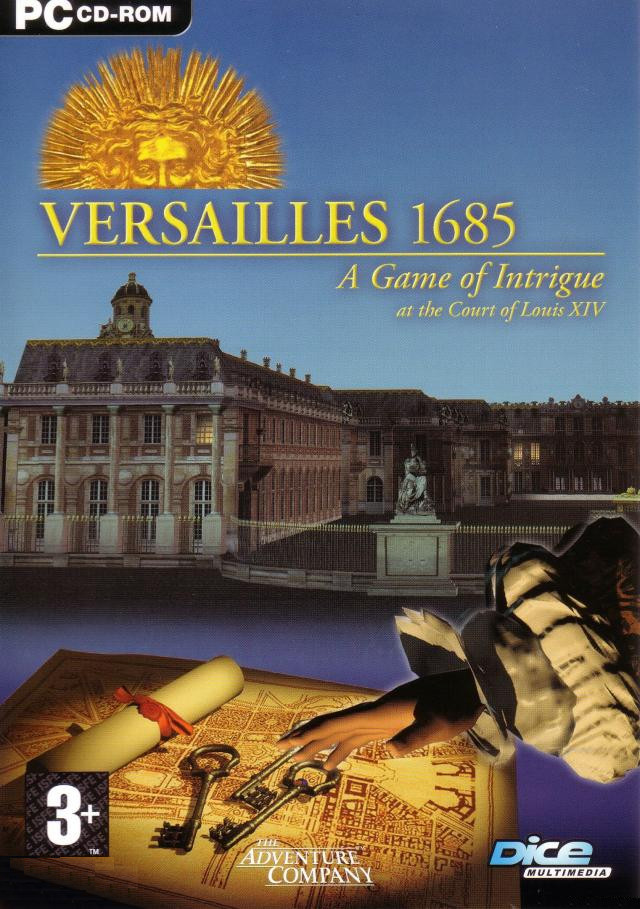 PC CD-ROM
VERSAILLES 1685
A Game of Intrigue
at the Court of Louis XIV
3+
TM
THE
ADVENTURE
COMPANY
Dice
MULTIMEDIA